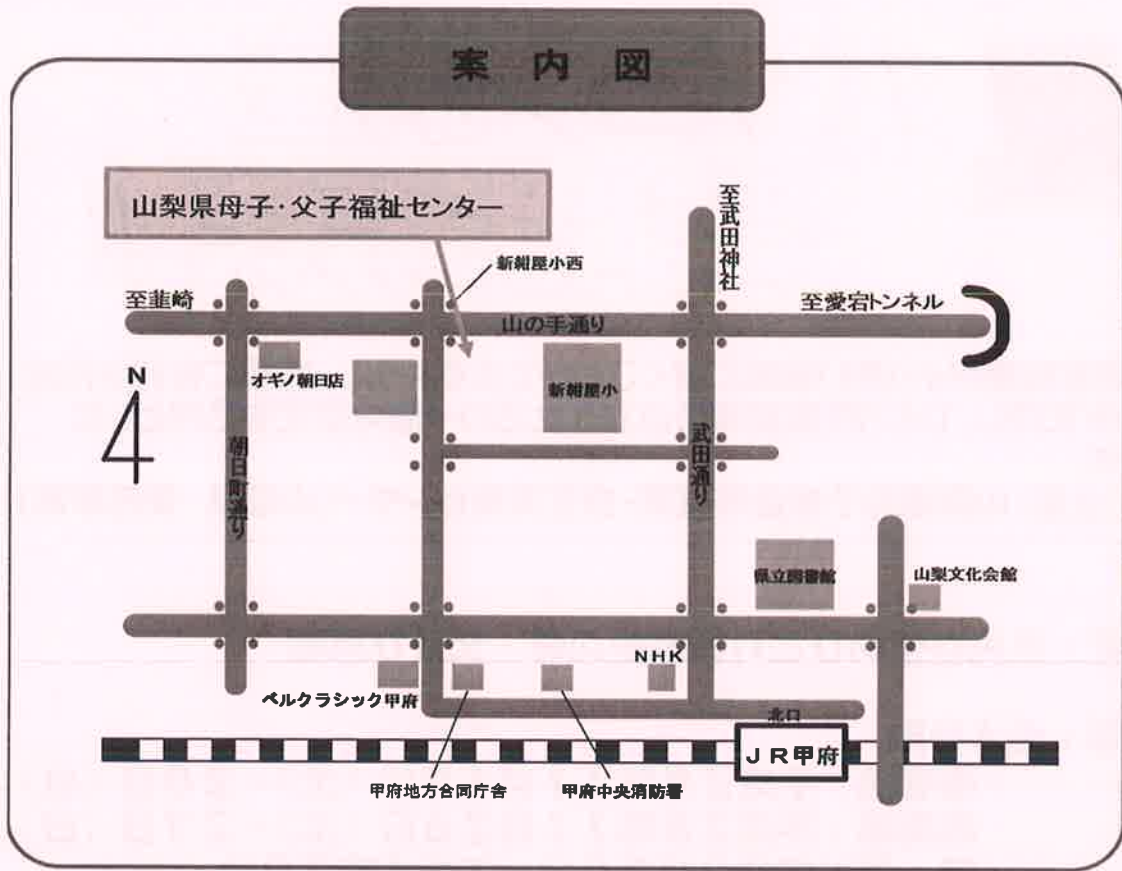 案内図
山梨県母子・父子福祉センター
至武田神社
新紺屋小西
至韮崎
至愛宕トンネル
山の手通り
オギノ朝日店
新紺屋小
N
朝日町通り
武田通り
県立図書館
山梨文化会館
NHK
ベルクラシック甲府
北口
JR甲府
甲府地方合同庁舎
甲府中央消防署